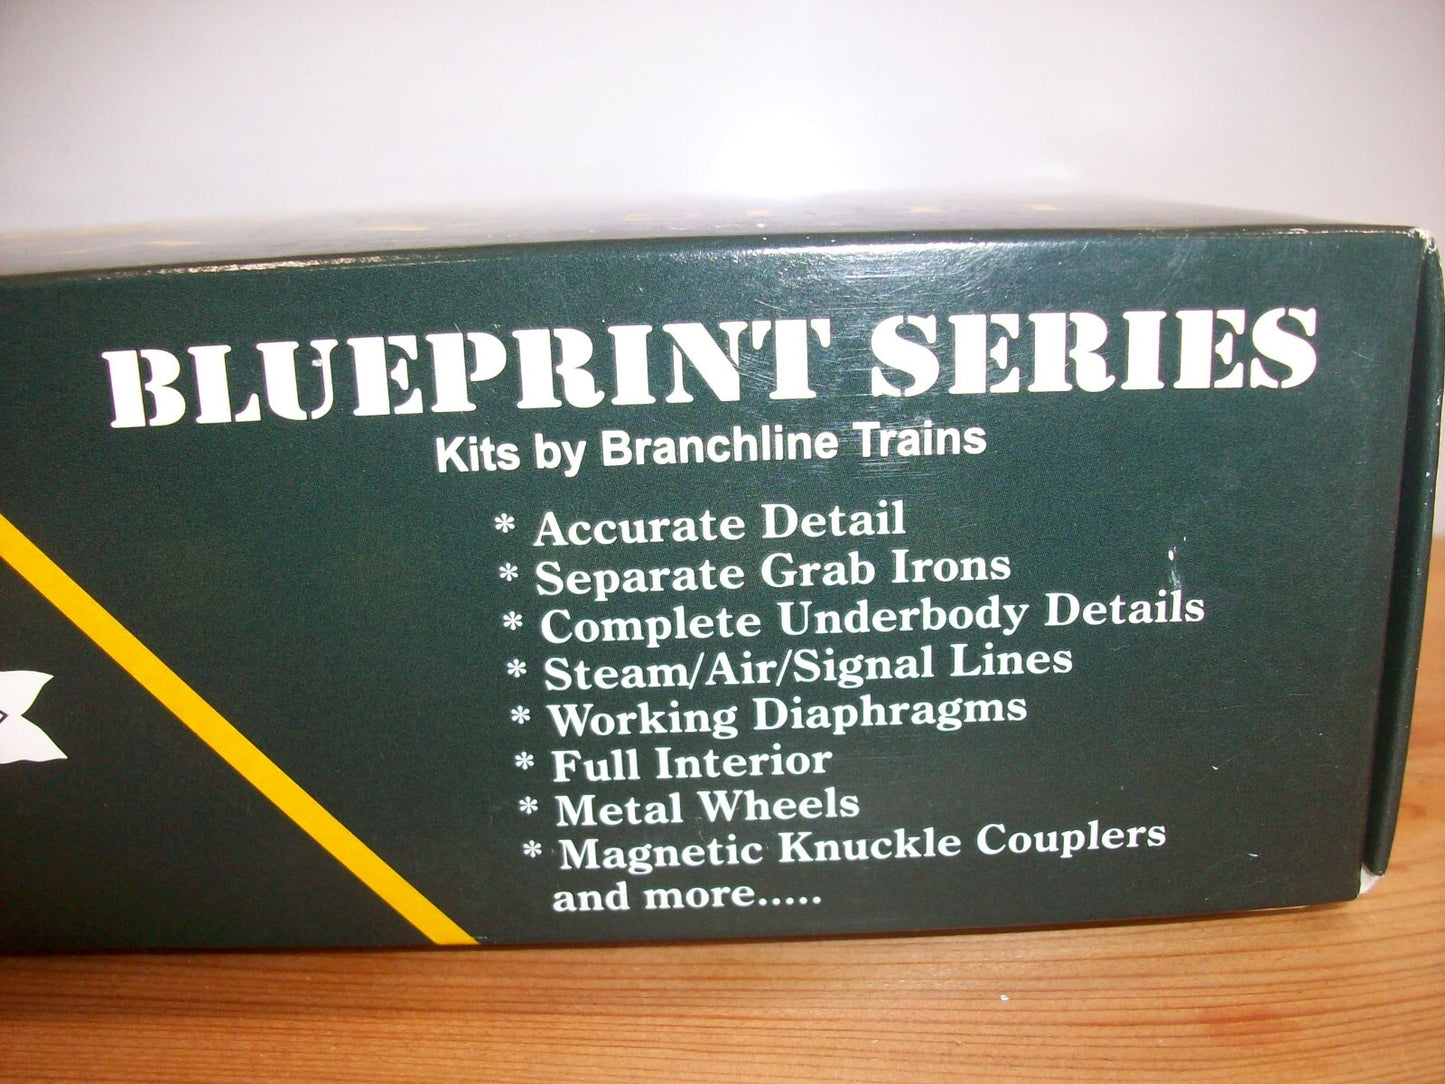 BLUEPRINT SERIES
Kits by Branchline Trains
* Accurate Detail
* Separate Grab Irons
* Complete Underbody Details
* Steam/Air/Signal Lines
* Working Diaphragms
* Full Interior
* Metal Wheels
* Magnetic Knuckle Couplers
and more.....